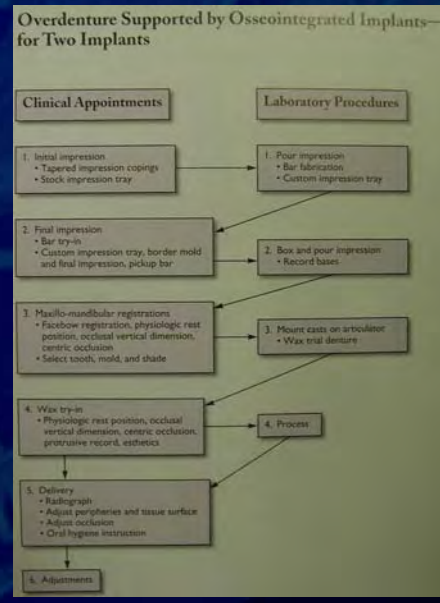 Overdenture Supported by Osseointegrated Implants—
for Two Implants
Clinical Appointments
Laboratory Procedures
1. Initial impression
• Tapered impression copings
• Stock impression tray
1. Pour impression
• Bar fabrication
• Custom impression tray
2. Final impression
• Bar try-in
• Custom impression tray, border mold
and final impression, pickup bar
2. Box and pour impression
• Record bases
3. Maxillo-mandibular registrations
• Facebow registration, physiologic rest
position, occlusal vertical dimension,
centric occlusion
• Select tooth, mold, and shade
3. Mount casts on articulator
• Wax trial denture
4. Wax try-in
• Physiologic rest position, occlusal
vertical dimension, centric occlusion,
protrusive record, esthetics
4. Process
5. Delivery
• Radiograph
• Adjust peripheries and tissue surface
• Adjust occlusion
• Oral hygiene instruction
6. Adjustments